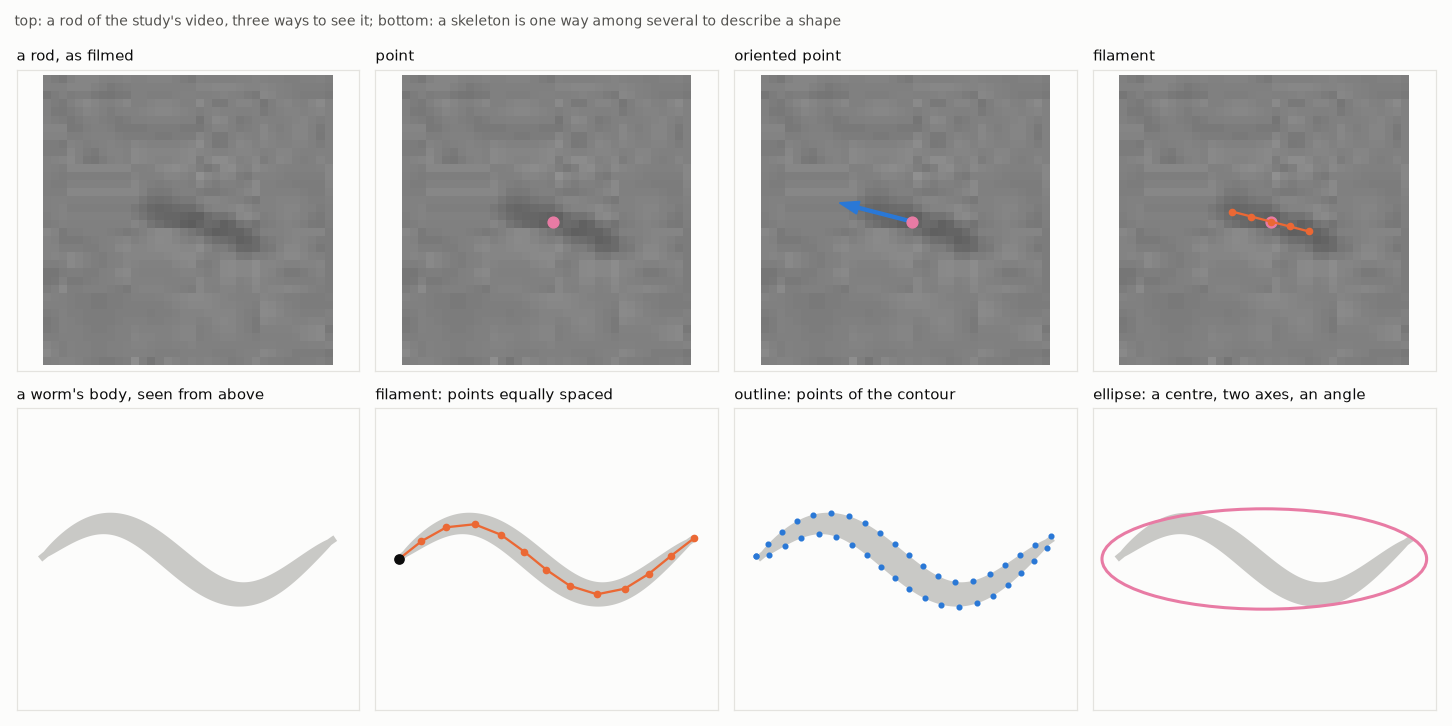 top: a rod of the study's video, three ways to see it; bottom: a skeleton is one way among several to describe a shape
a rod, as filmed
point
oriented point
filament
a worm's body, seen from above
filament: points equally spaced
outline: points of the contour
ellipse: a centre, two axes, an angle